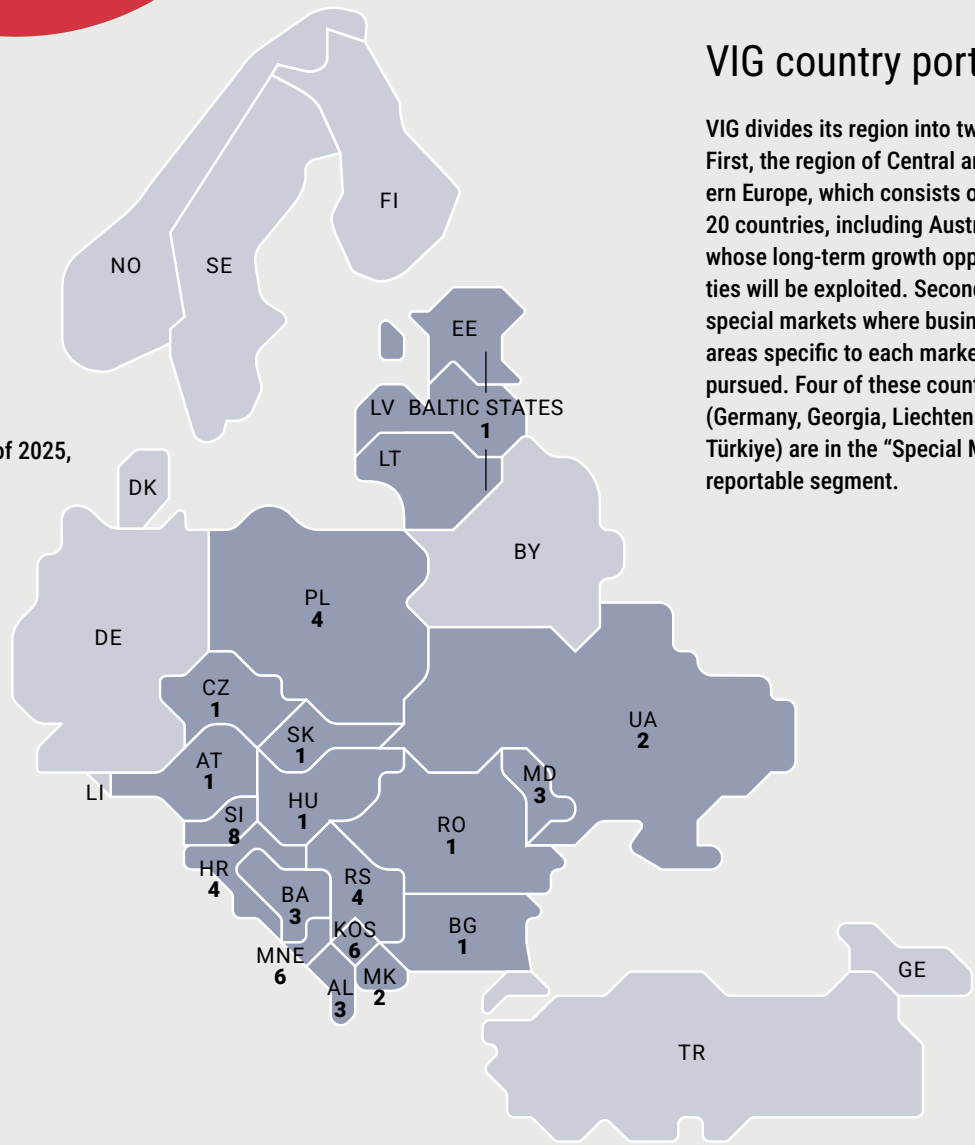 VIG country port
VIG divides its region into tw
First, the region of Central ar
ern Europe, which consists o
20 countries, including Austr
whose long-term growth opp
ties will be exploited. Second
special markets where busin
areas specific to each marke
pursued. Four of these count
(Germany, Georgia, Liechten
Türkiye) are in the “Special M
reportable segment.
of 2025,
FI
NO
SE
EE
LV
BALTIC STATES
1
LT
DK
BY
PL
4
DE
CZ
1
UA
2
SK
1
AT
1
MD
3
LI
HU
1
SI
8
RO
1
HR
4
RS
4
BA
3
BG
1
KOS
6
MNE
6
MK
2
AL
3
GE
TR